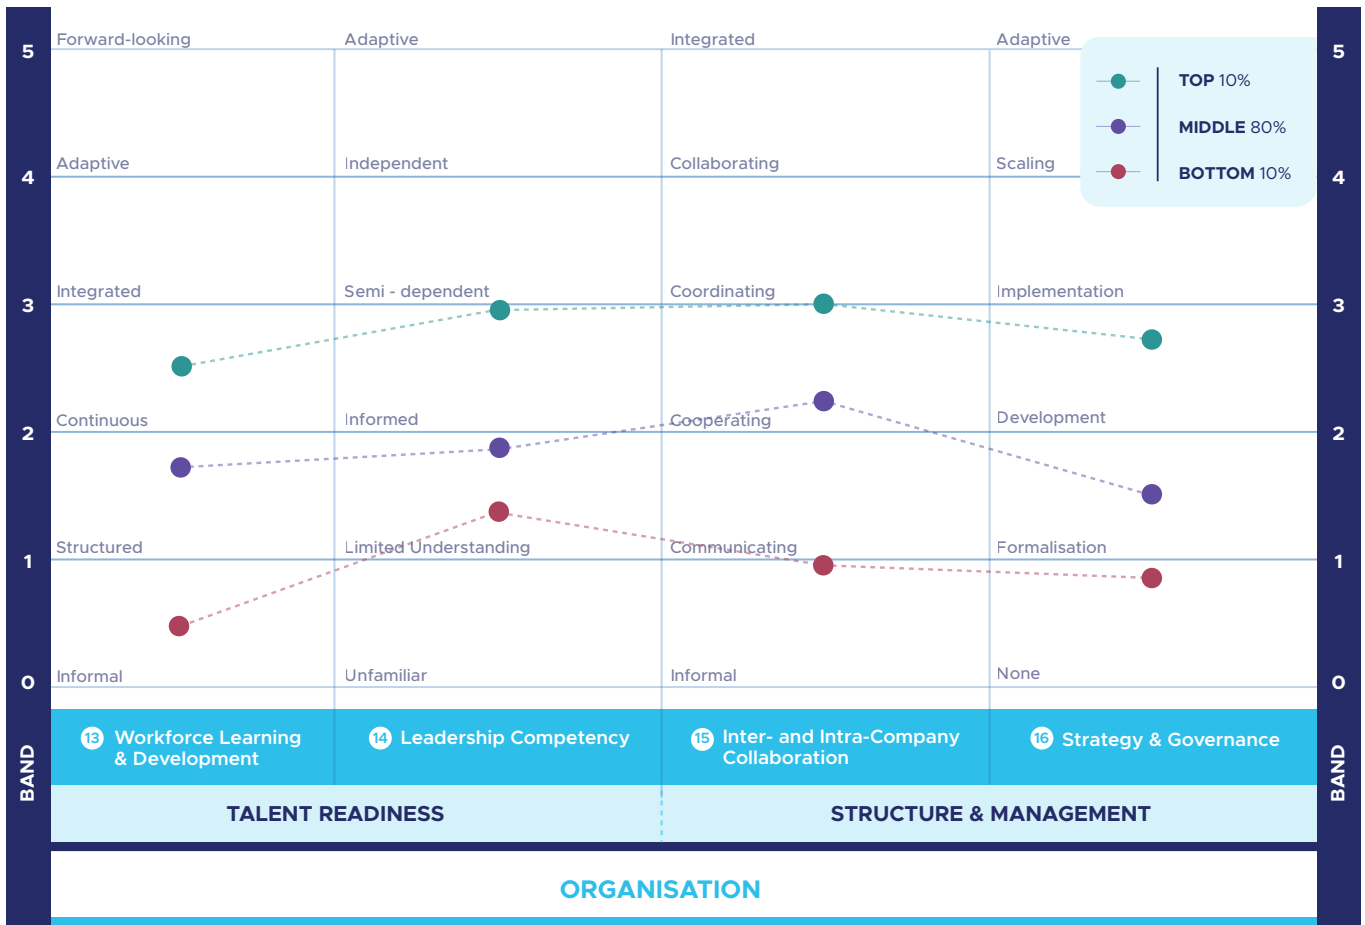 5
Forward-looking
Adaptive
Integrated
Adaptive
5
TOP 10%
MIDDLE 80%
BOTTOM 10%
4
Adaptive
Independent
Collaborating
Scaling
4
3
Integrated
Semi - dependent
Coordinating
Implementation
3
2
Continuous
Informed
Cooperating
Development
2
1
Structured
Limited Understanding
Communicating
Formalisation
1
0
Informal
Unfamiliar
Informal
None
0
BAND
13 Workforce Learning
& Development
14 Leadership Competency
15 Inter- and Intra-Company
Collaboration
16 Strategy & Governance
BAND
TALENT READINESS
STRUCTURE & MANAGEMENT
ORGANISATION